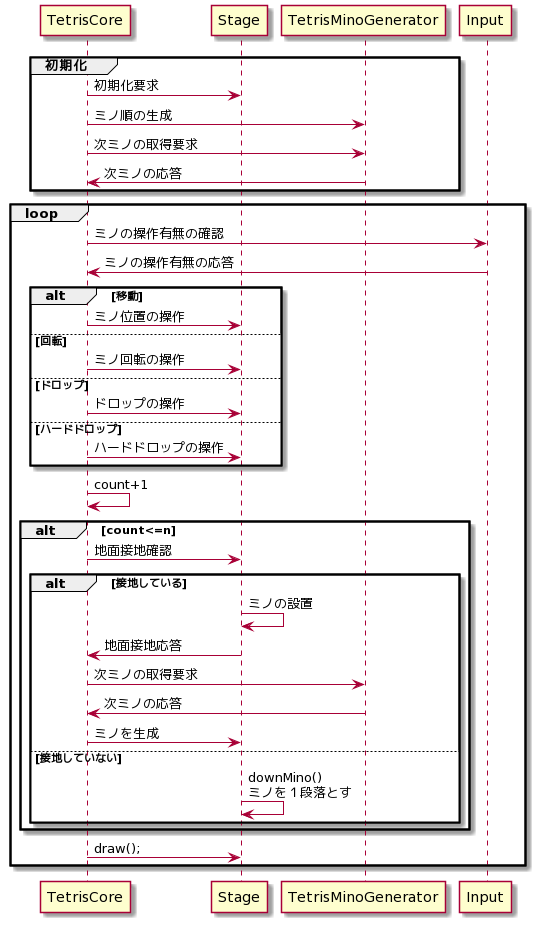 TetrisCore Stage TetrisMinoGenerator Input
初期化
初期化要求
ミノ順の生成
次ミノの取得要求
次ミノの応答
loop
ミノの操作有無の確認
ミノの操作有無の応答
alt [移動]
ミノ位置の操作
[回転]
ミノ回転の操作
[ドロップ]
ドロップの操作
[ハードドロップ]
ハードドロップの操作
count+1
alt [count<=n]
地面接地確認
alt [接地している]
ミノの設置
地面接地応答
次ミノの取得要求
次ミノの応答
ミノを生成
[接地していない]
downMino()
ミノを１段落とす
draw();
TetrisCore Stage TetrisMinoGenerator Input